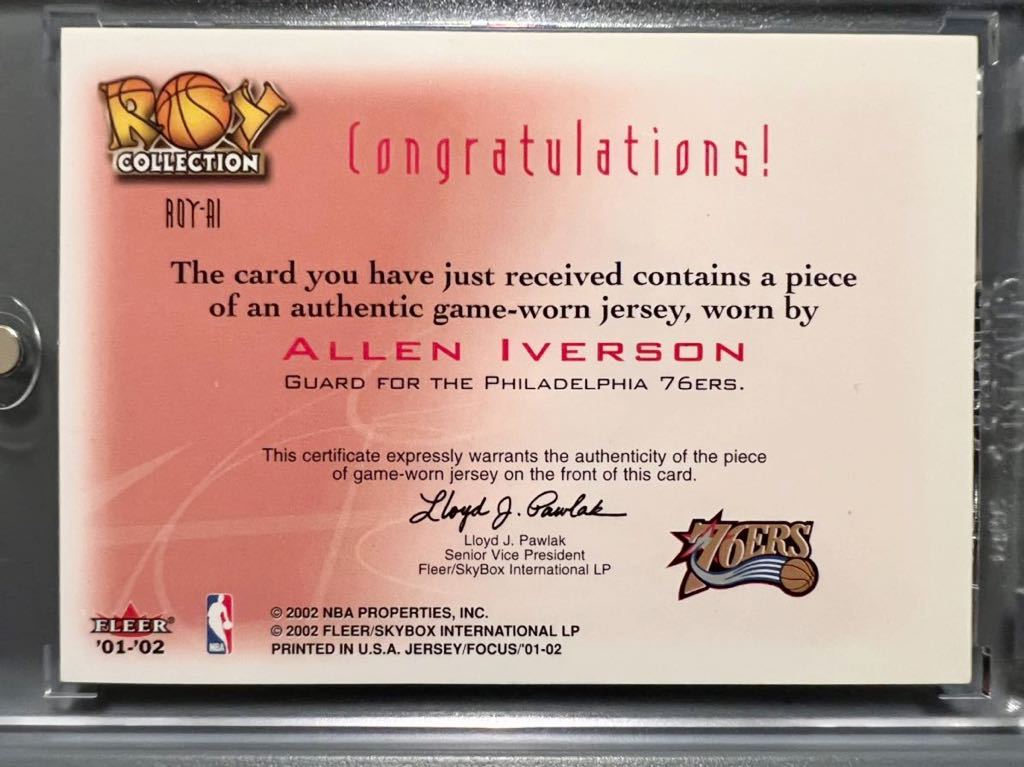 ROY
COLLECTION
ROY-AI
Congratulations!
The card you have just received contains a piece
of an authentic game-worn jersey, worn by
ALLEN IVERSON
GUARD FOR THE PHILADELPHIA 76ERS.
This certificate expressly warrants the authenticity of the piece
of game-worn jersey on the front of this card.
Lloyd J. Pawlak
Lloyd J. Pawlak
Senior Vice President
Fleer/SkyBox International LP
76ERS
FLEER®
'01-'02
NBA
© 2002 NBA PROPERTIES, INC.
© 2002 FLEER/SKYBOX INTERNATIONAL LP
PRINTED IN U.S.A. JERSEY/FOCUS/'01-02